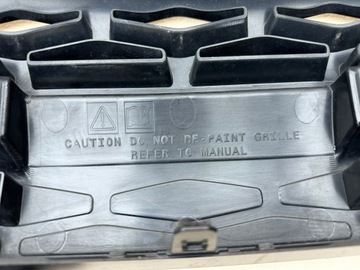 CAUTION DO NOT RE-PAINT GRILLE
REFER TO MANUAL